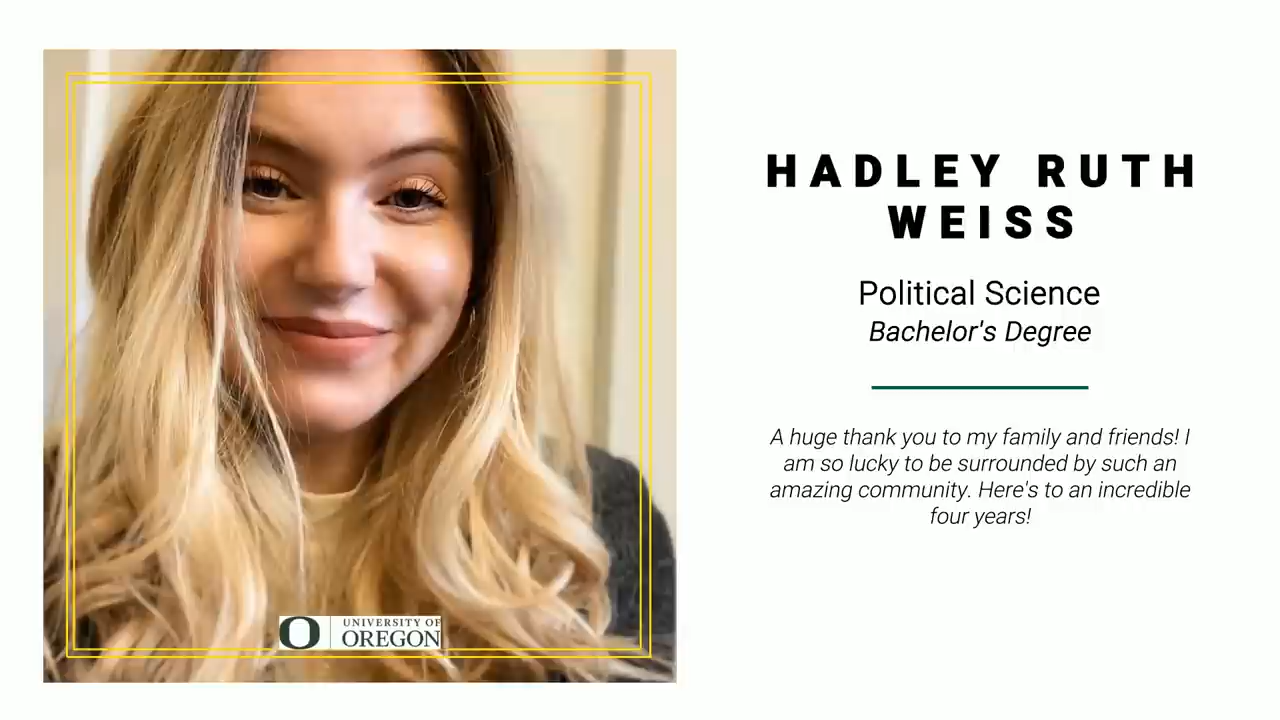 HADLEY RUTH
WEISS
Political Science
Bachelor's Degree
A huge thank you to my family and friends! I
am so lucky to be surrounded by such an
amazing community. Here's to an incredible
four years!
O
UNIVERSITY OF
OREGON